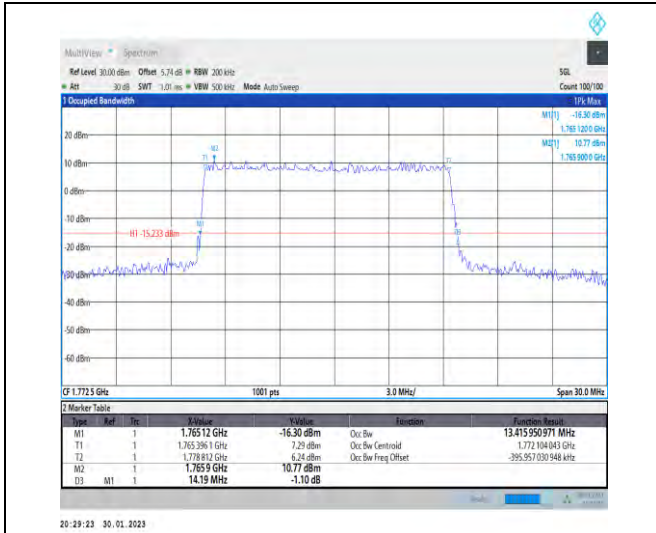 MultiView Spectrum
Ref Level 30.00 dBm Offset 5.74 dB RBW 200 kHz SGL
Att 30 dB SWT 1.01 ms VBW 500 kHz Mode Auto Sweep Count 100/100
1 Occupied Bandwidth 1Pk Max
M1[1] -16.30 dBm
1.765 120 0 GHz
M2[1] 10.77 dBm
1.765 900 0 GHz
20 dBm
M2
T1 T2
10 dBm
0 dBm
-10 dBm
M1
H1 -15.233 dBm
D3
-30 dBm
-40 dBm
-50 dBm
-60 dBm
CF 1.772 5 GHz 1001 pts 3.0 MHz/ Span 30.0 MHz
2 Marker Table
Type Ref Trc X-Value Y-Value Function Function Result
M1 1 1.765 12 GHz -16.30 dBm Occ Bw 13.415 950 971 MHz
T1 1 1.765 396 1 GHz 7.29 dBm Occ Bw Centroid 1.772 104 043 GHz
T2 1 1.778 812 GHz 6.24 dBm Occ Bw Freq Offset -395.957 030 948 kHz
M2 1 1.765 9 GHz 10.77 dBm
D3 M1 1 14.19 MHz -1.10 dB
20:29:23 30.01.2023